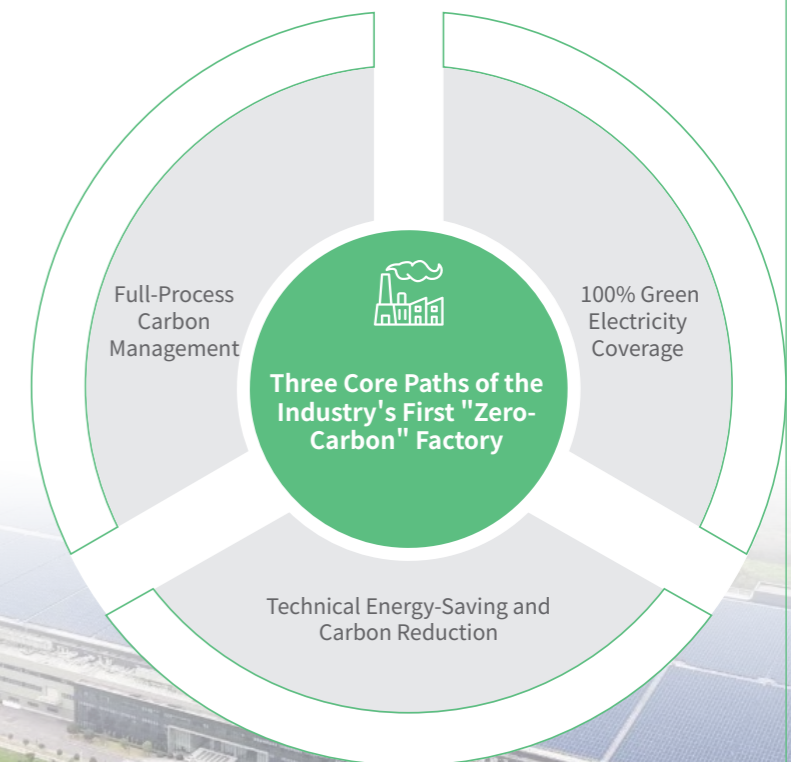 Full-Process
Carbon
Management
100% Green
Electricity
Coverage
Three Core Paths of the
Industry's First "Zero-
Carbon" Factory
Technical Energy-Saving and
Carbon Reduction